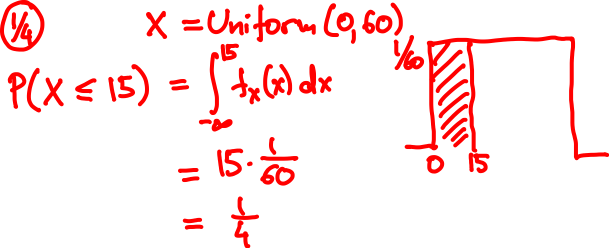 1/4 X = Uniform (0,60)
P(X ≤ 15) = ∫_{-∞}^{15} f_X(x) dx
= 15 · 1/60
= 1/4
1/60
0 15